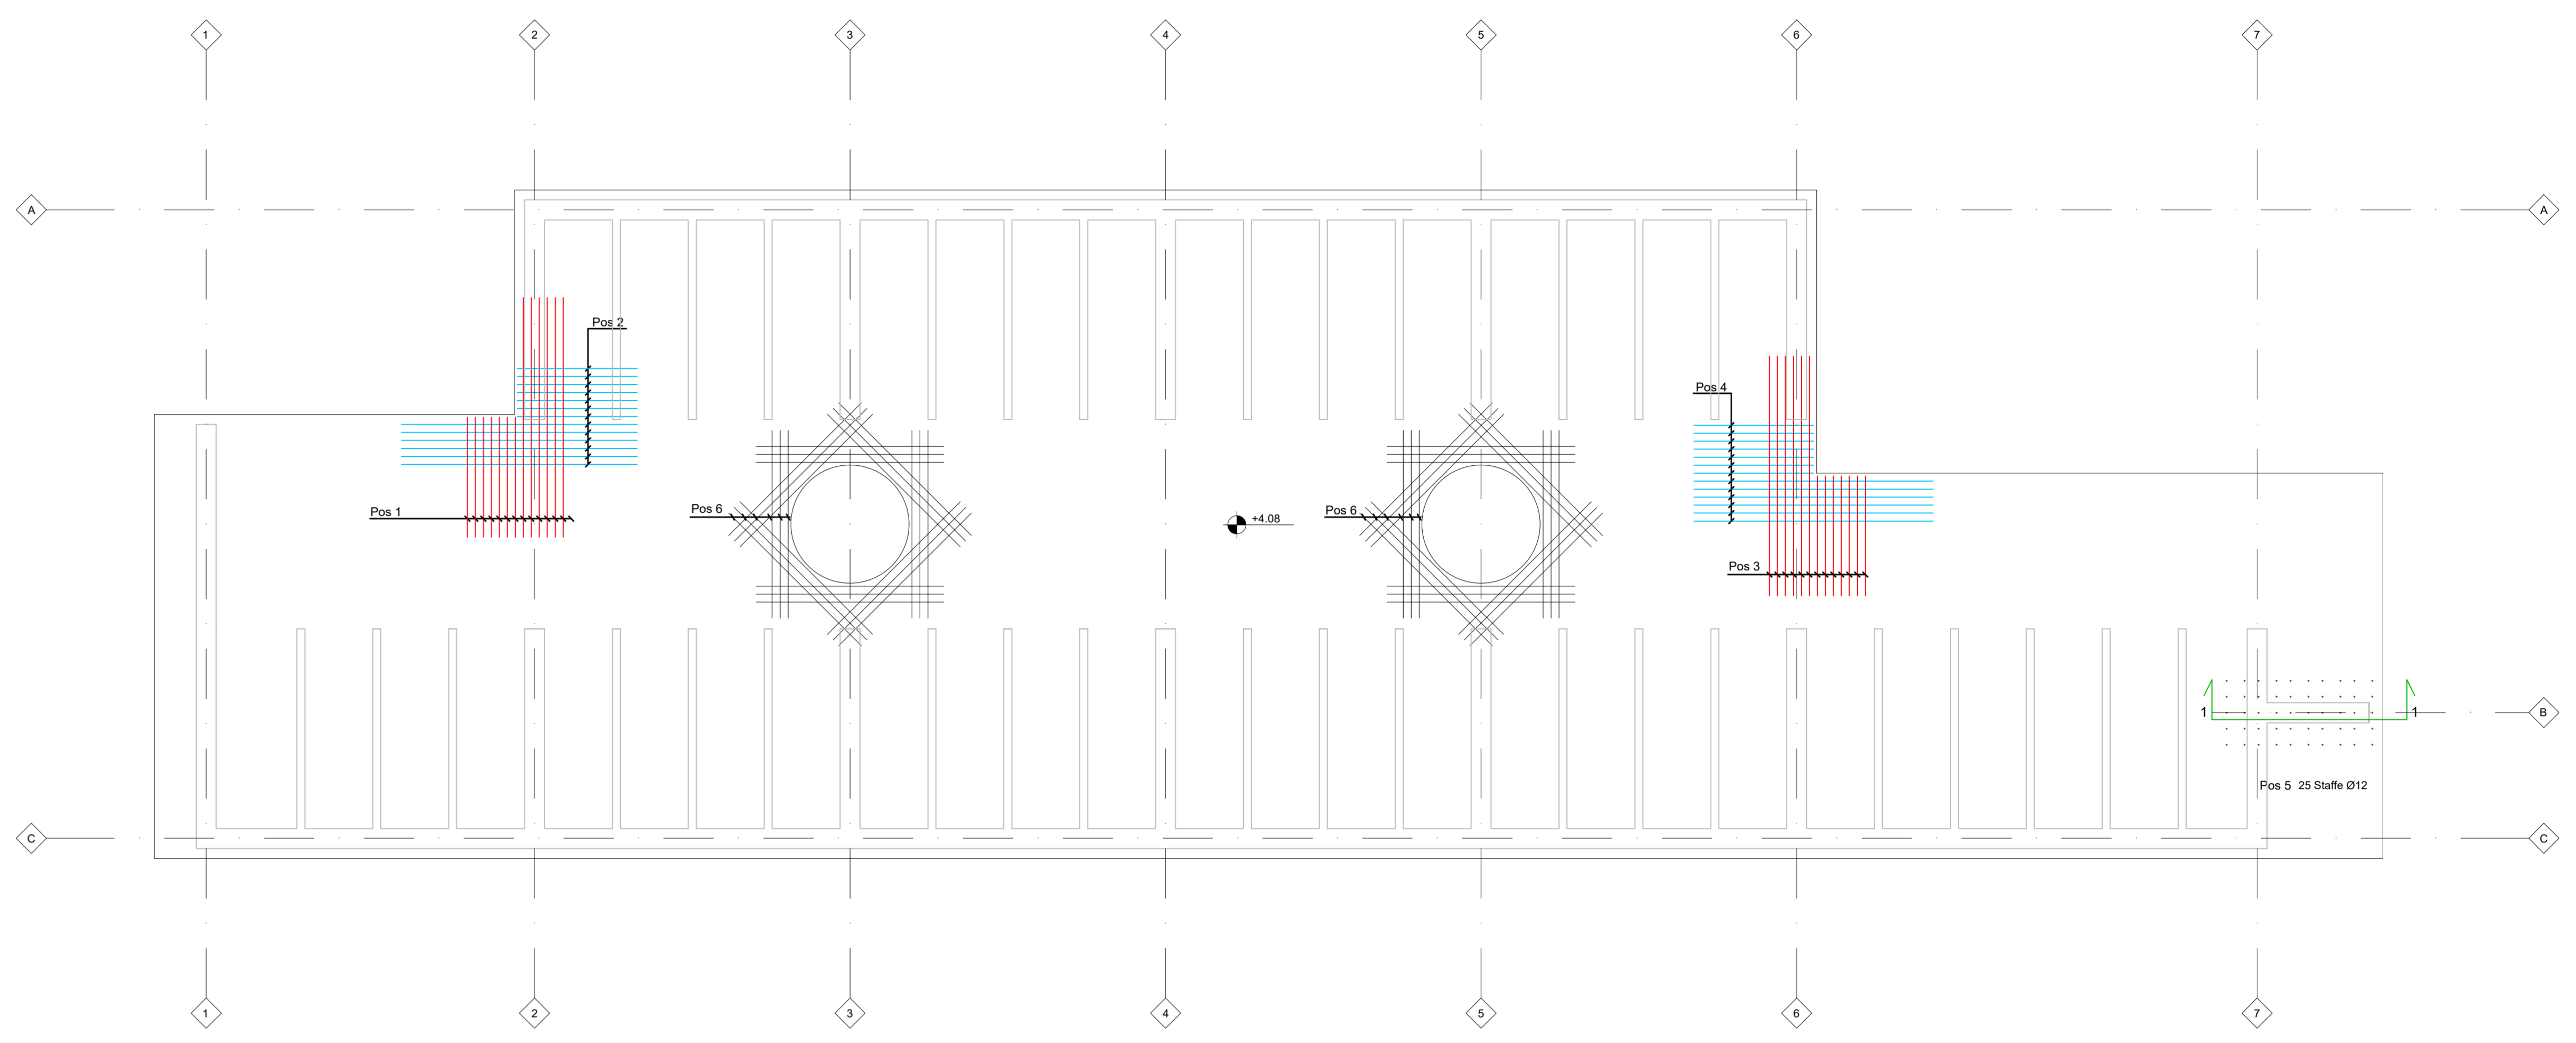 1 2 3 4 5 6 7
A A
Pos 2
Pos 4
Pos 1
Pos 6
+4.08
Pos 6
Pos 3
1 1 B
Pos 5 25 Staffe Ø12
C C
1 2 3 4 5 6 7